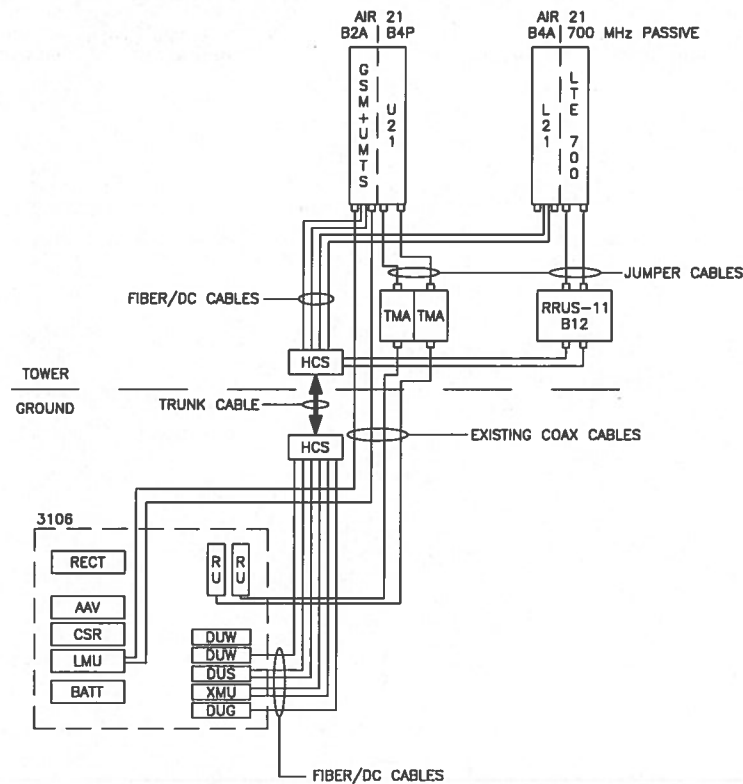 AIR 21
B2A | B4P
AIR 21
B4A | 700 MHz PASSIVE
GSM+UMTS
U21
L21
LTE 700
JUMPER CABLES
FIBER/DC CABLES
TMA
TMA
RRUS-11
B12
HCS
TOWER
GROUND
TRUNK CABLE
HCS
EXISTING COAX CABLES
3106
RECT
RU
RU
AAV
CSR
LMU
BATT
DUW
DUW
DUS
XMU
DUG
FIBER/DC CABLES